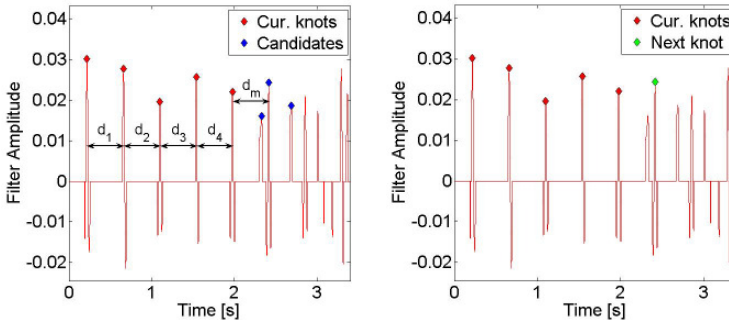 Cur. knots
Candidates
0.04
0.03
0.02
0.01
0
-0.01
-0.02
Filter Amplitude
d1
d2
d3
d4
dm
0
1
2
3
Time [s]
Cur. knots
Next knot
0.04
0.03
0.02
0.01
0
-0.01
-0.02
Filter Amplitude
0
1
2
3
Time [s]